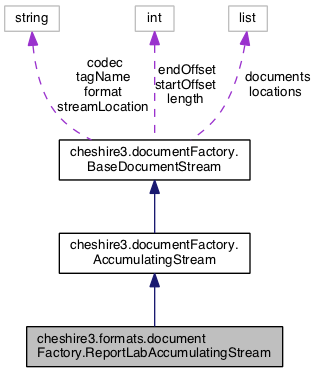 string
int
list
codec
tagName
format
streamLocation
endOffset
startOffset
length
documents
locations
cheshire3.documentFactory.
BaseDocumentStream
cheshire3.documentFactory.
AccumulatingStream
cheshire3.formats.document
Factory.ReportLabAccumulatingStream